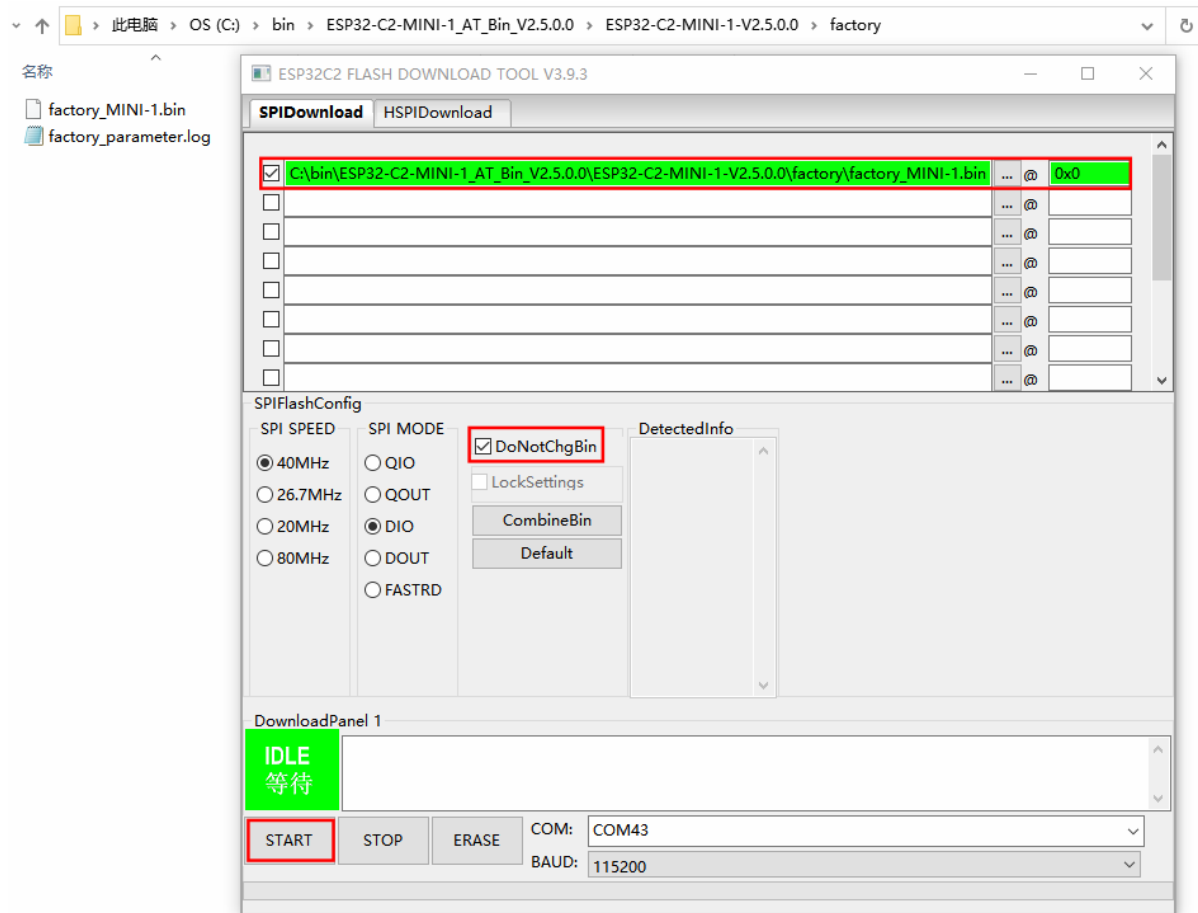 此电脑 › OS (C:) › bin › ESP32-C2-MINI-1_AT_Bin_V2.5.0.0 › ESP32-C2-MINI-1-V2.5.0.0 › factory
名称
factory_MINI-1.bin
factory_parameter.log
ESP32C2 FLASH DOWNLOAD TOOL V3.9.3
SPIDownload HSPIDownload
C:\bin\ESP32-C2-MINI-1_AT_Bin_V2.5.0.0\ESP32-C2-MINI-1-V2.5.0.0\factory\factory_MINI-1.bin ... @ 0x0
... @
... @
... @
... @
... @
... @
... @
SPIFlashConfig
SPI SPEED
40MHz
26.7MHz
20MHz
80MHz
SPI MODE
QIO
QOUT
DIO
DOUT
FASTRD
DoNotChgBin
LockSettings
CombineBin
Default
DetectedInfo
DownloadPanel 1
IDLE
等待
START STOP ERASE
COM: COM43
BAUD: 115200